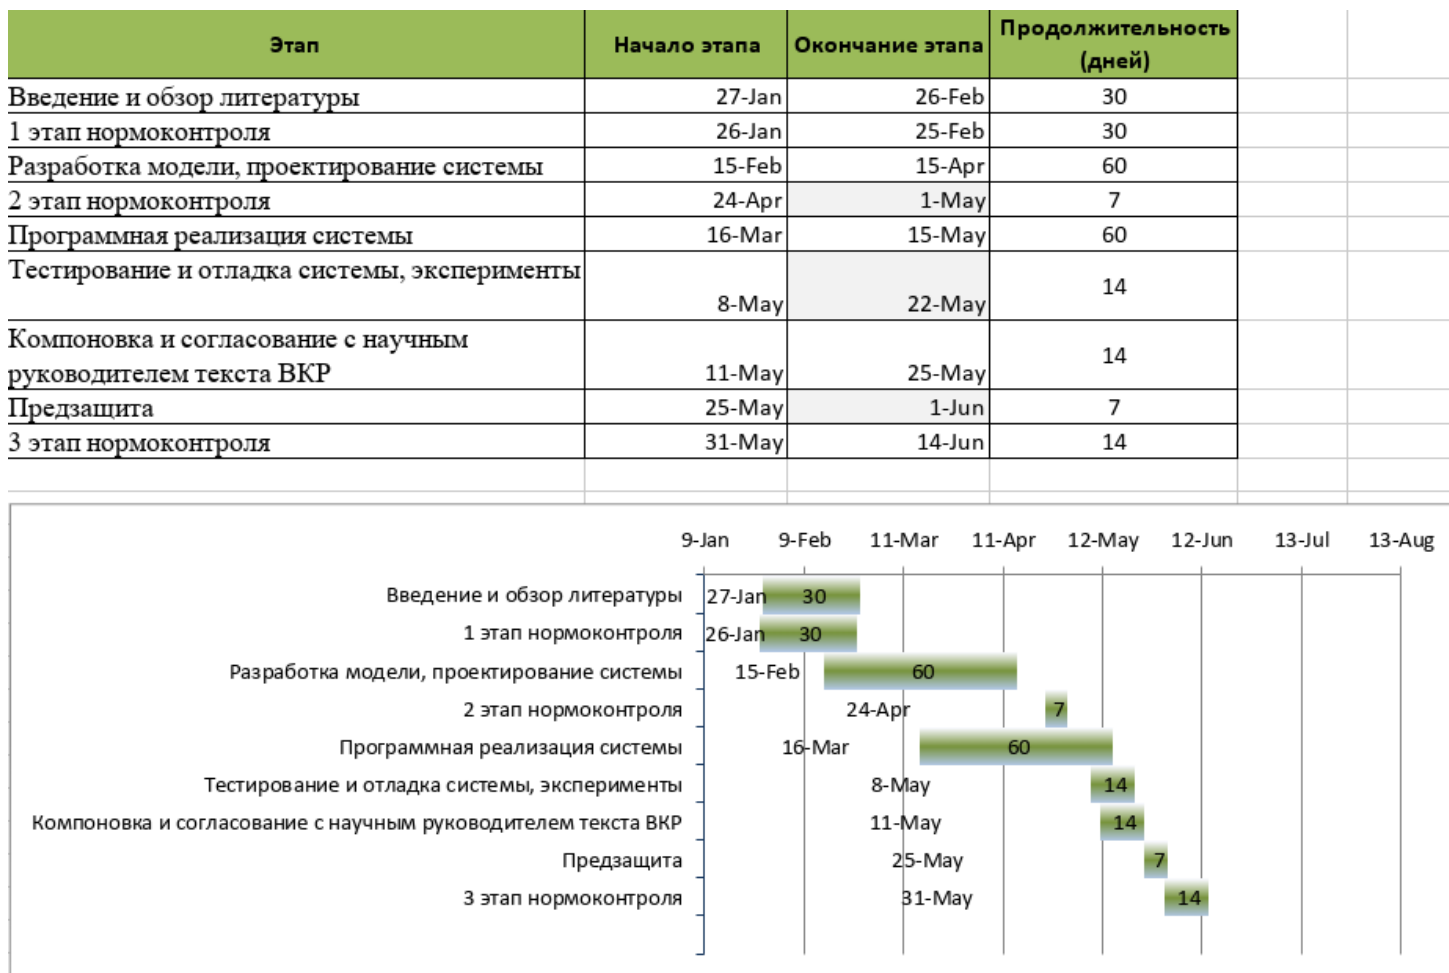 Этап Начало этапа Окончание этапа Продолжительность (дней)
Введение и обзор литературы 27-Jan 26-Feb 30
1 этап нормоконтроля 26-Jan 25-Feb 30
Разработка модели, проектирование системы 15-Feb 15-Apr 60
2 этап нормоконтроля 24-Apr 1-May 7
Программная реализация системы 16-Mar 15-May 60
Тестирование и отладка системы, эксперименты 8-May 22-May 14
Компоновка и согласование с научным
руководителем текста ВКР 11-May 25-May 14
Предзащита 25-May 1-Jun 7
3 этап нормоконтроля 31-May 14-Jun 14
9-Jan 9-Feb 11-Mar 11-Apr 12-May 12-Jun 13-Jul 13-Aug
Введение и обзор литературы 27-Jan 30
1 этап нормоконтроля 26-Jan 30
Разработка модели, проектирование системы 15-Feb 60
2 этап нормоконтроля 24-Apr 7
Программная реализация системы 16-Mar 60
Тестирование и отладка системы, эксперименты 8-May 14
Компоновка и согласование с научным руководителем текста ВКР 11-May 14
Предзащита 25-May 7
3 этап нормоконтроля 31-May 14